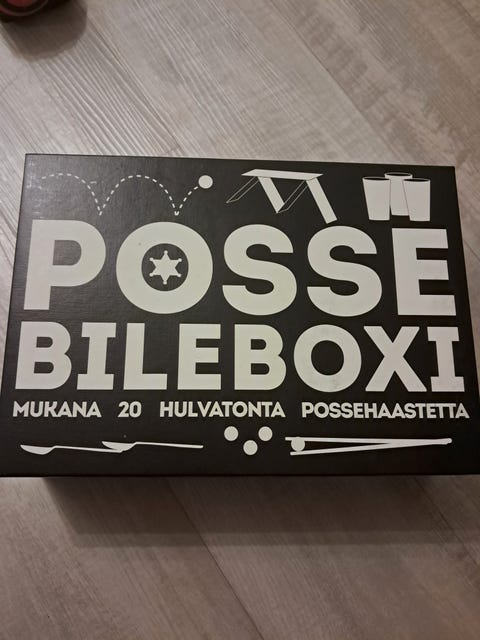 POSSE
BILEBOXI
MUKANA 20 HULVATONTA POSSEHAASTETTA